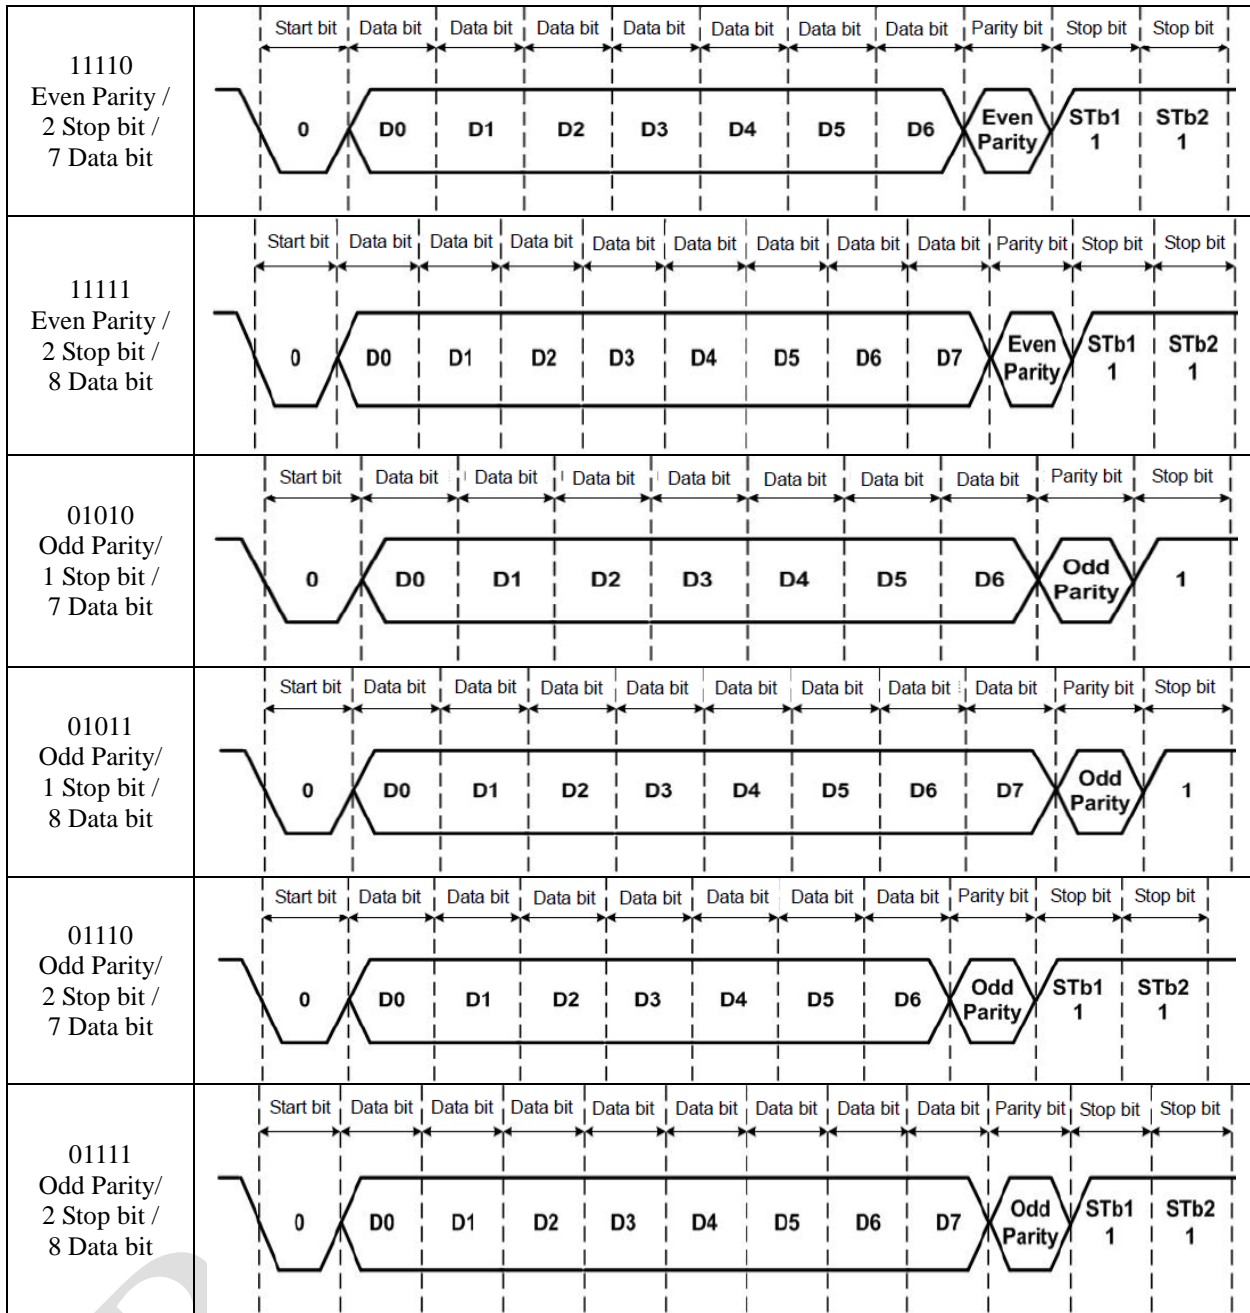 11110
Even Parity /
2 Stop bit /
7 Data bit
Start bit Data bit Data bit Data bit Data bit Data bit Data bit Data bit Parity bit Stop bit Stop bit
0 D0 D1 D2 D3 D4 D5 D6 Even Parity STb1 1 STb2 1
11111
Even Parity /
2 Stop bit /
8 Data bit
Start bit Data bit Data bit Data bit Data bit Data bit Data bit Data bit Data bit Parity bit Stop bit Stop bit
0 D0 D1 D2 D3 D4 D5 D6 D7 Even Parity STb1 1 STb2 1
01010
Odd Parity/
1 Stop bit /
7 Data bit
Start bit Data bit Data bit Data bit Data bit Data bit Data bit Data bit Parity bit Stop bit
0 D0 D1 D2 D3 D4 D5 D6 Odd Parity 1
01011
Odd Parity/
1 Stop bit /
8 Data bit
Start bit Data bit Data bit Data bit Data bit Data bit Data bit Data bit Data bit Parity bit Stop bit
0 D0 D1 D2 D3 D4 D5 D6 D7 Odd Parity 1
01110
Odd Parity/
2 Stop bit /
7 Data bit
Start bit Data bit Data bit Data bit Data bit Data bit Data bit Data bit Parity bit Stop bit Stop bit
0 D0 D1 D2 D3 D4 D5 D6 Odd Parity STb1 1 STb2 1
01111
Odd Parity/
2 Stop bit /
8 Data bit
Start bit Data bit Data bit Data bit Data bit Data bit Data bit Data bit Data bit Parity bit Stop bit Stop bit
0 D0 D1 D2 D3 D4 D5 D6 D7 Odd Parity STb1 1 STb2 1